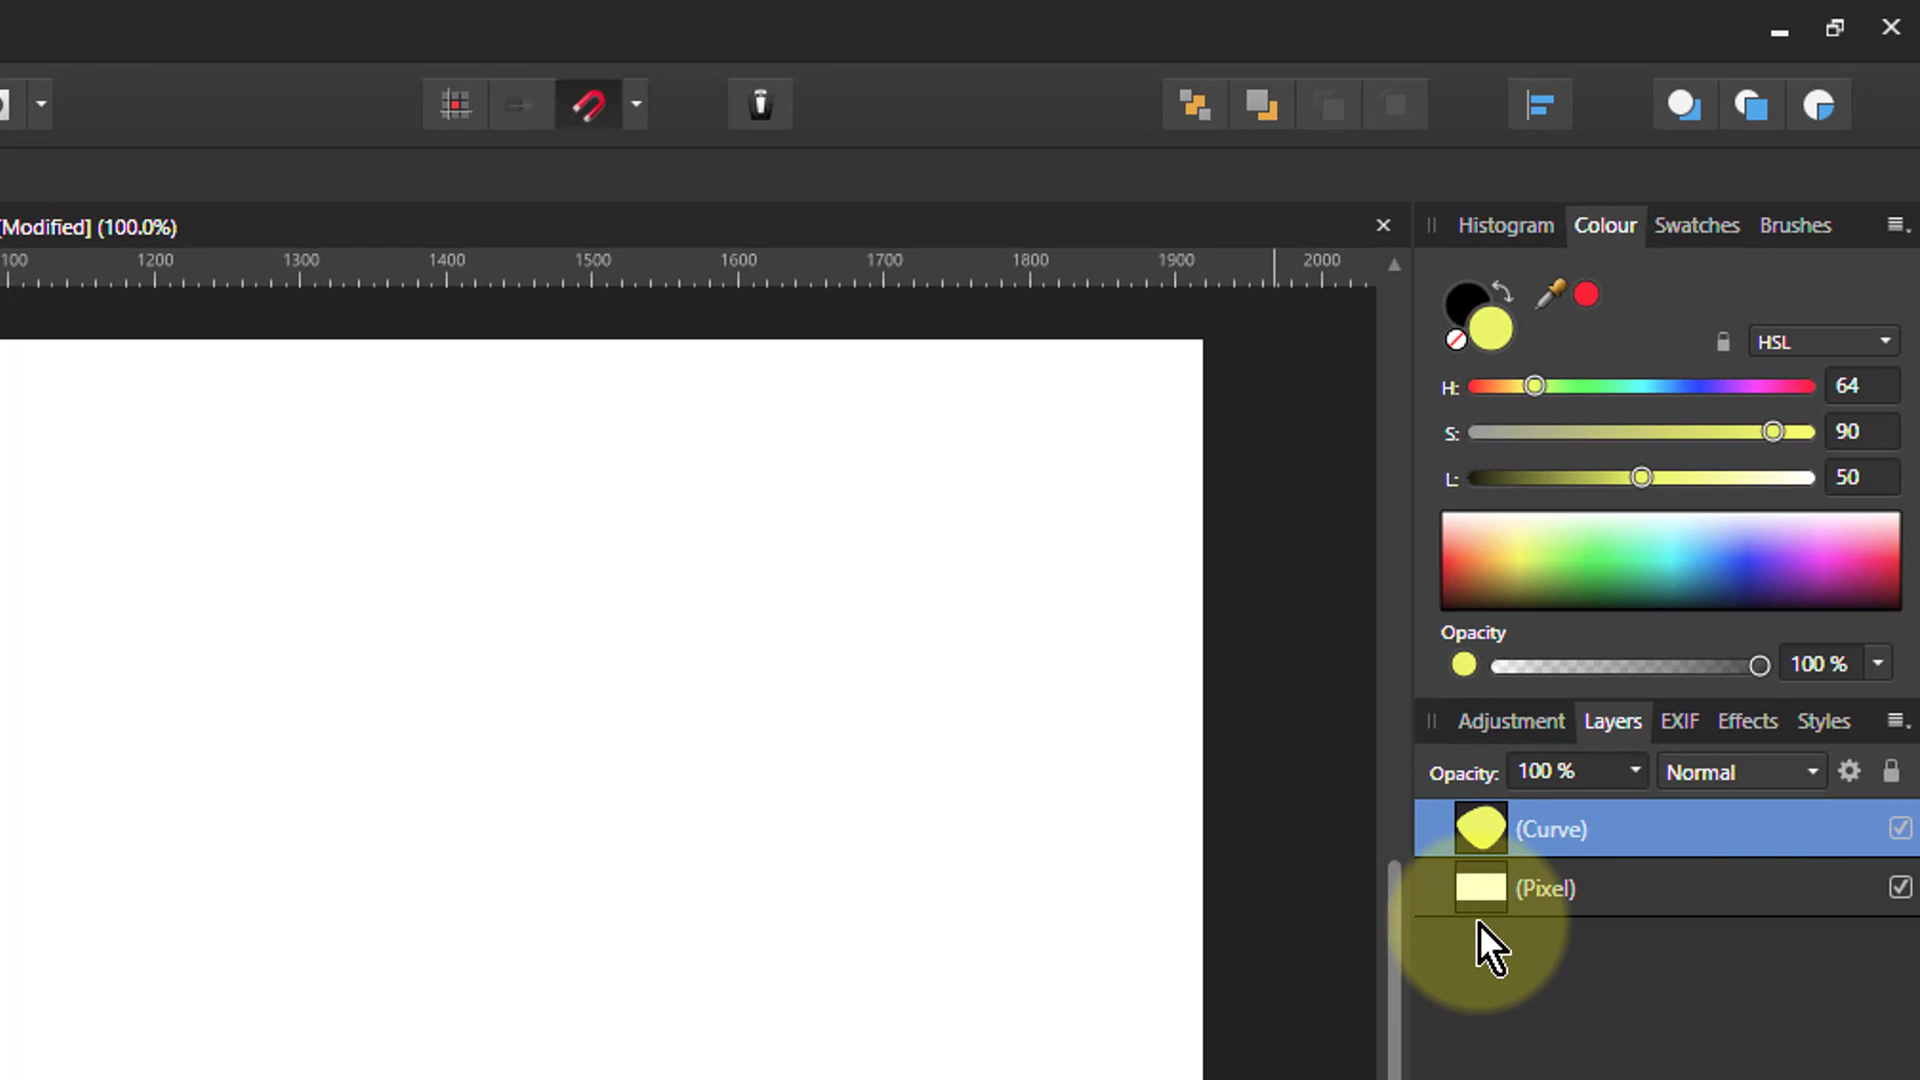 [Modified] (100.0%)
100 1200 1300 1400 1500 1600 1700 1800 1900 2000
Histogram Colour Swatches Brushes
HSL
H: 64
S: 90
L: 50
Opacity
100 %
Adjustment Layers EXIF Effects Styles
Opacity: 100 % Normal
(Curve)
(Pixel)